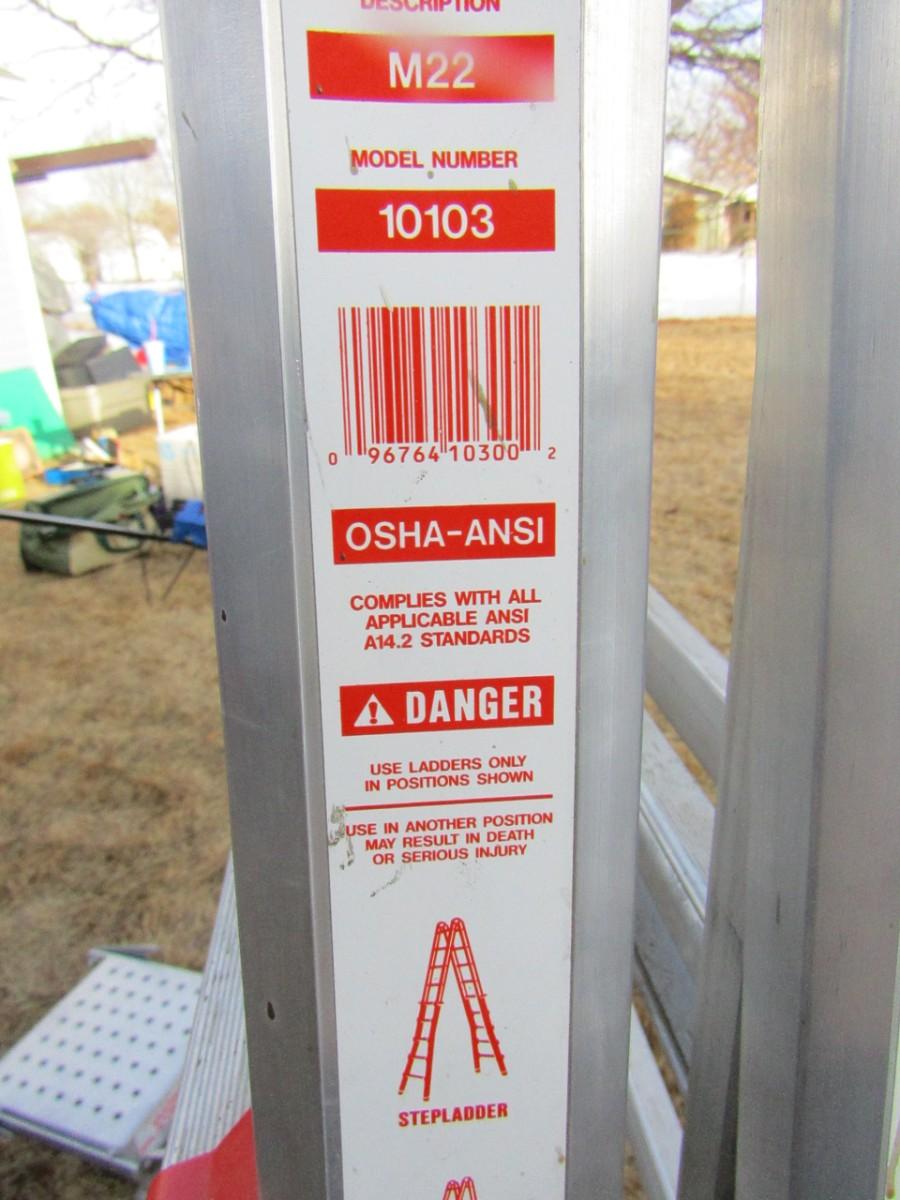 DESCRIPTION
M22
MODEL NUMBER
10103
0 96764 10300 2
OSHA-ANSI
COMPLIES WITH ALL
APPLICABLE ANSI
A14.2 STANDARDS
DANGER
USE LADDERS ONLY
IN POSITIONS SHOWN
USE IN ANOTHER POSITION
MAY RESULT IN DEATH
OR SERIOUS INJURY
STEPLADDER